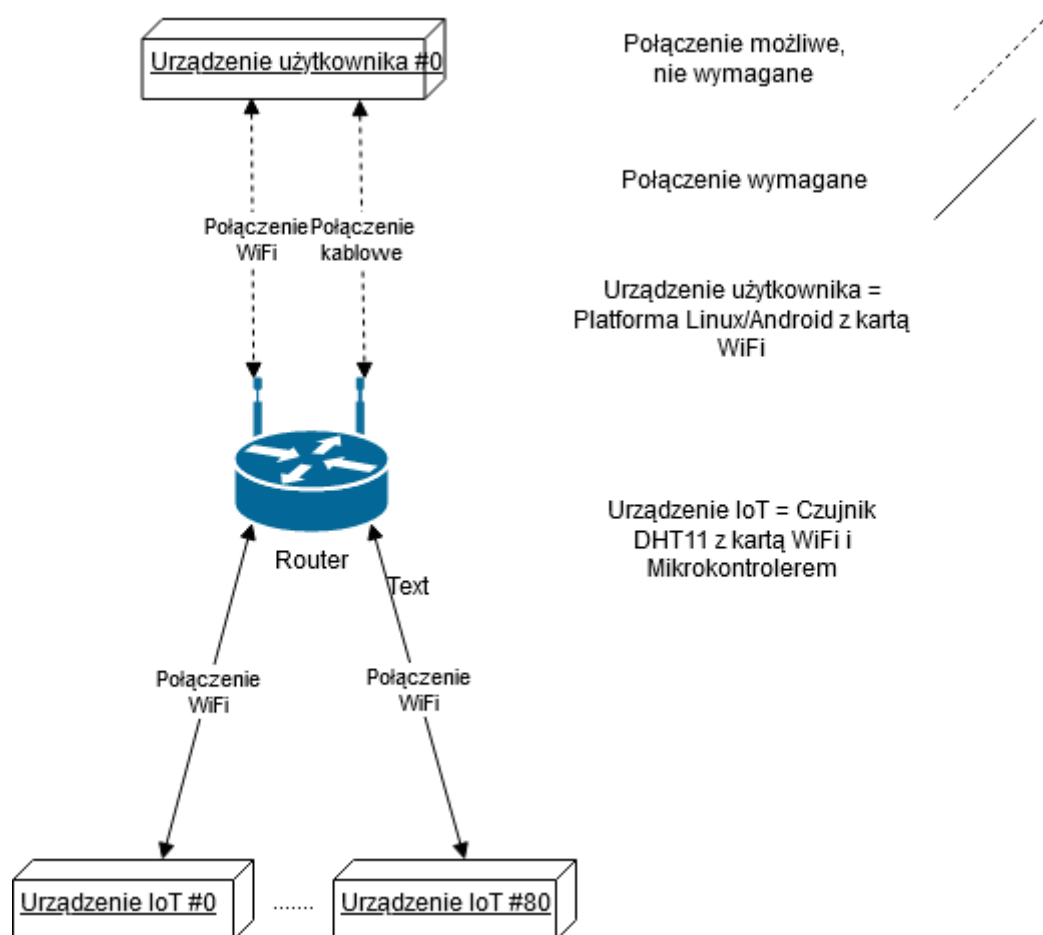 Urządzenie użytkownika #0
Połączenie możliwe,
nie wymagane
Połączenie wymagane
Połączenie
WiFi
Połączenie
kablowe
Urządzenie użytkownika =
Platforma Linux/Android z kartą
WiFi
Router
Text
Urządzenie IoT = Czujnik
DHT11 z kartą WiFi i
Mikrokontrolerem
Połączenie
WiFi
Połączenie
WiFi
Urządzenie IoT #0
.......
Urządzenie IoT #80